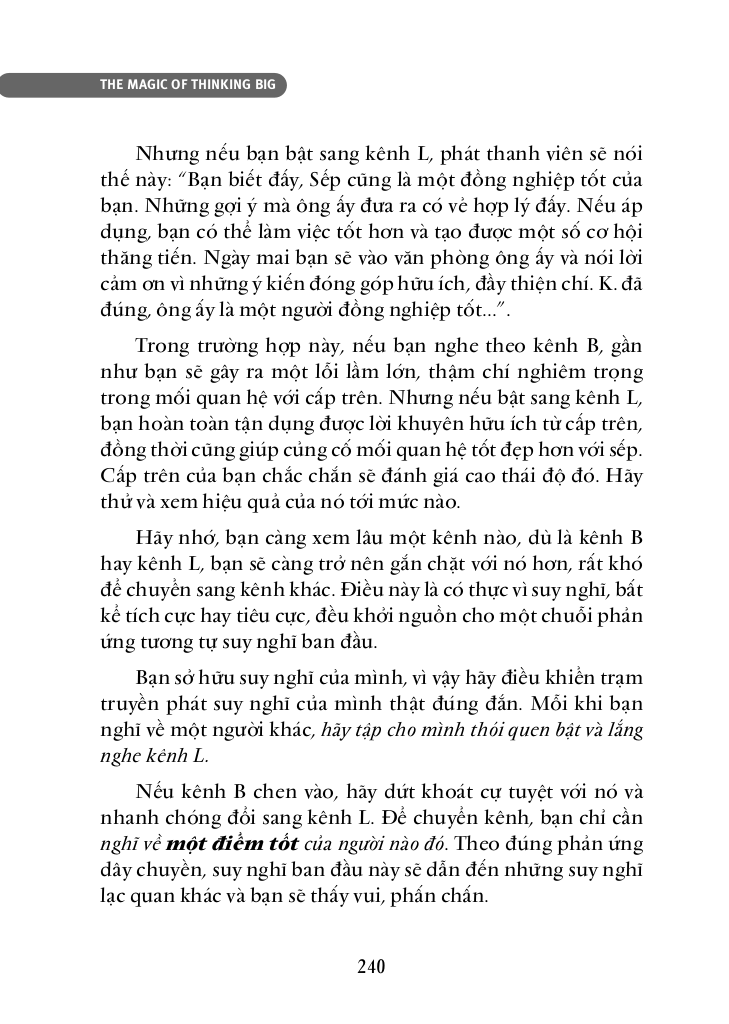 THE MAGIC OF THINKING BIG
Nhưng nếu bạn bật sang kênh L, phát thanh viên sẽ nói
thế này: “Bạn biết đấy, Sếp cũng là một đồng nghiệp tốt của
bạn. Những gợi ý mà ông ấy đưa ra có vẻ hợp lý đấy. Nếu áp
dụng, bạn có thể làm việc tốt hơn và tạo được một số cơ hội
thăng tiến. Ngày mai bạn sẽ vào văn phòng ông ấy và nói lời
cảm ơn vì những ý kiến đóng góp hữu ích, đầy thiện chí. K. đã
đúng, ông ấy là một người đồng nghiệp tốt...”.
Trong trường hợp này, nếu bạn nghe theo kênh B, gần
như bạn sẽ gây ra một lỗi lầm lớn, thậm chí nghiêm trọng
trong mối quan hệ với cấp trên. Nhưng nếu bật sang kênh L,
bạn hoàn toàn tận dụng được lời khuyên hữu ích từ cấp trên,
đồng thời cũng giúp củng cố mối quan hệ tốt đẹp hơn với sếp.
Cấp trên của bạn chắc chắn sẽ đánh giá cao thái độ đó. Hãy
thử và xem hiệu quả của nó tới mức nào.
Hãy nhớ, bạn càng xem lâu một kênh nào, dù là kênh B
hay kênh L, bạn sẽ càng trở nên gắn chặt với nó hơn, rất khó
để chuyển sang kênh khác. Điều này là có thực vì suy nghĩ, bất
kể tích cực hay tiêu cực, đều khởi nguồn cho một chuỗi phản
ứng tương tự suy nghĩ ban đầu.
Bạn sở hữu suy nghĩ của mình, vì vậy hãy điều khiển trạm
truyền phát suy nghĩ của mình thật đúng đắn. Mỗi khi bạn
nghĩ về một người khác, hãy tập cho mình thói quen bật và lắng
nghe kênh L.
Nếu kênh B chen vào, hãy dứt khoát cự tuyệt với nó và
nhanh chóng đổi sang kênh L. Để chuyển kênh, bạn chỉ cần
nghĩ về một điểm tốt của người nào đó. Theo đúng phản ứng
dây chuyền, suy nghĩ ban đầu này sẽ dẫn đến những suy nghĩ
lạc quan khác và bạn sẽ thấy vui, phấn chấn.
240